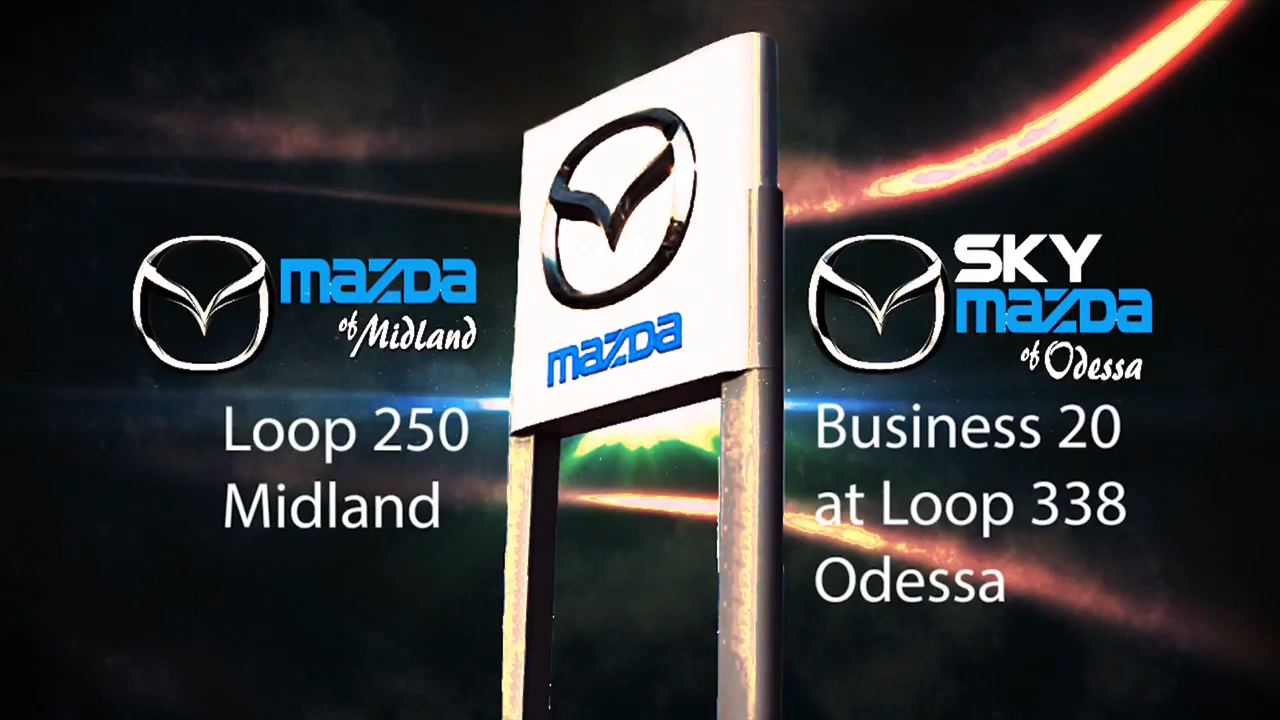 mazda
of Midland
Loop 250
Midland
mazda
SKY
mazda
of Odessa
Business 20
at Loop 338
Odessa